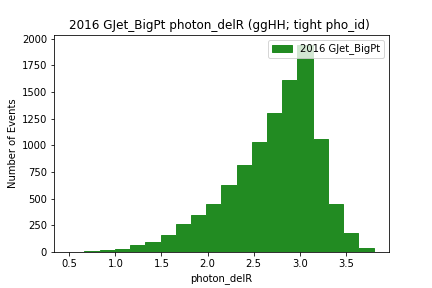 2016 GJet_BigPt photon_delR (ggHH; tight pho_id)
2016 GJet_BigPt
Number of Events
2000
1750
1500
1250
1000
750
500
250
0
0.5 1.0 1.5 2.0 2.5 3.0 3.5
photon_delR